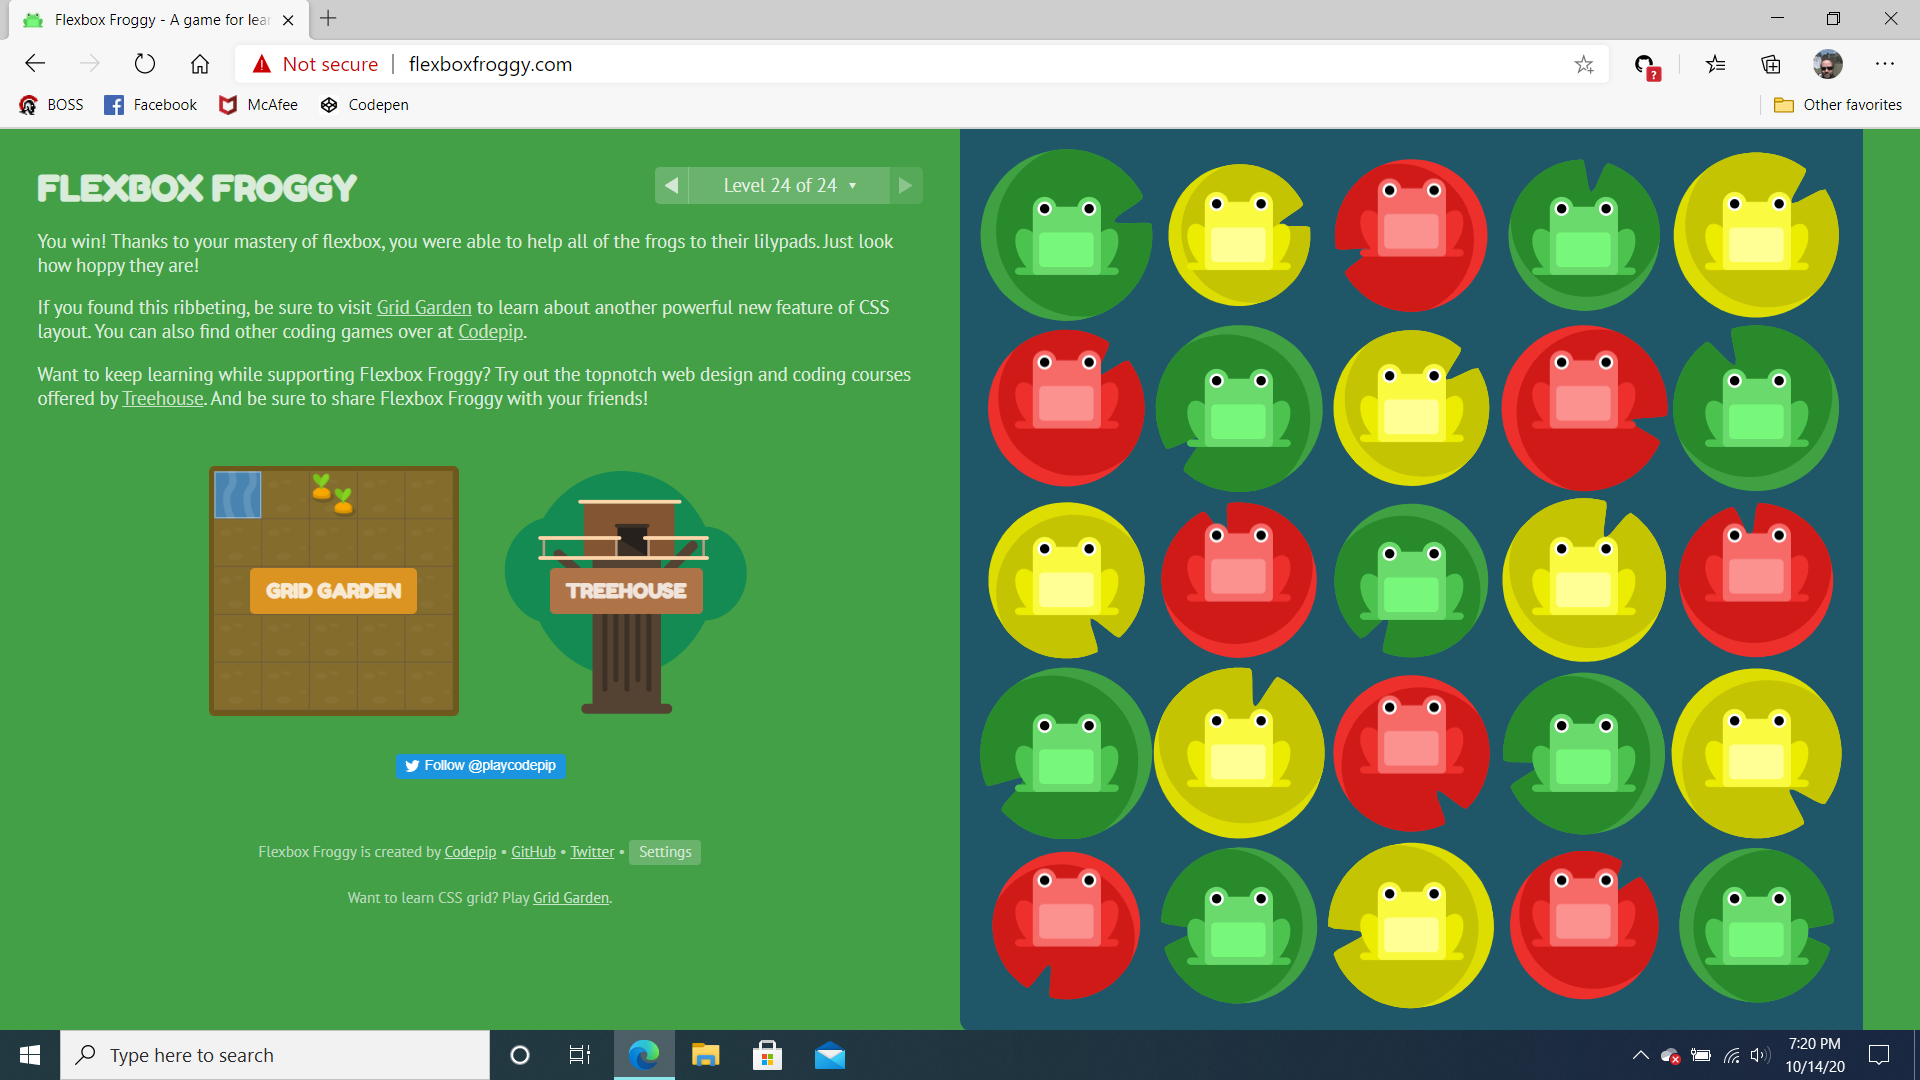 Flexbox Froggy - A game for lear
Not secure flexboxfroggy.com
BOSS Facebook McAfee Codepen Other favorites
FLEXBOX FROGGY
Level 24 of 24
You win! Thanks to your mastery of flexbox, you were able to help all of the frogs to their lilypads. Just look
how hoppy they are!
If you found this ribbeting, be sure to visit Grid Garden to learn about another powerful new feature of CSS
layout. You can also find other coding games over at Codepip.
Want to keep learning while supporting Flexbox Froggy? Try out the topnotch web design and coding courses
offered by Treehouse. And be sure to share Flexbox Froggy with your friends!
GRID GARDEN
TREEHOUSE
Follow @playcodepip
Flexbox Froggy is created by Codepip • GitHub • Twitter • Settings
Want to learn CSS grid? Play Grid Garden.
Type here to search
7:20 PM
10/14/20